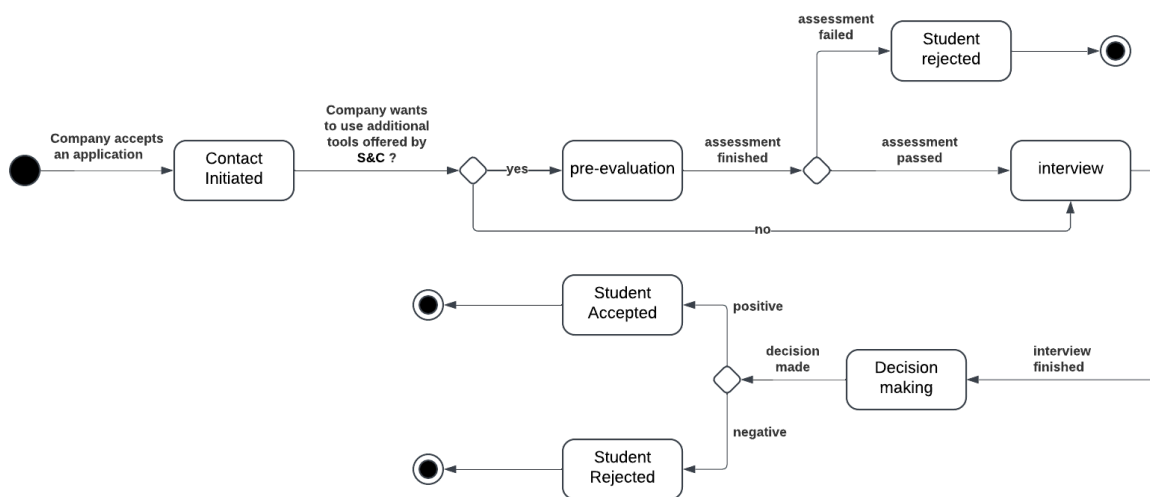 assessment
failed
Student
rejected
Company wants
to use additional
tools offered by
S&C ?
Company accepts
an application
Contact
Initiated
yes
pre-evaluation
assessment
finished
assessment
passed
interview
no
Student
Accepted
positive
decision
made
Decision
making
interview
finished
negative
Student
Rejected